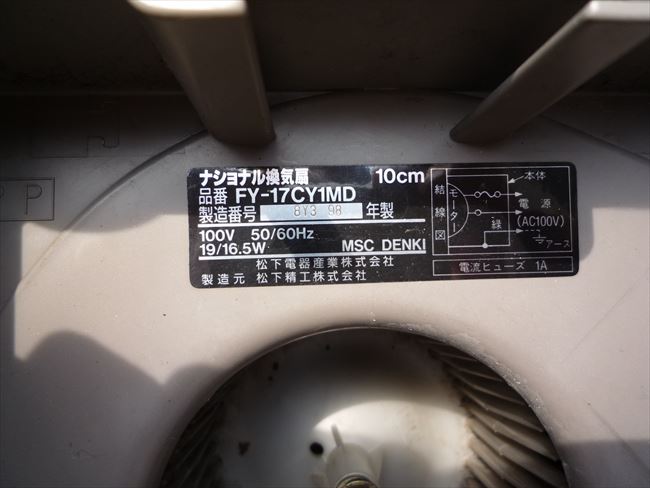 ナショナル換気扇 10cm
品番 FY-17CY1MD
製造番号 8Y3 98 年製
100V 50/60Hz
19/16.5W MSC DENKI
松下電器産業株式会社
製造元 松下精工株式会社
結線図
モーター
本体
電源
(AC100V)
緑
アース
電流ヒューズ 1A
P P